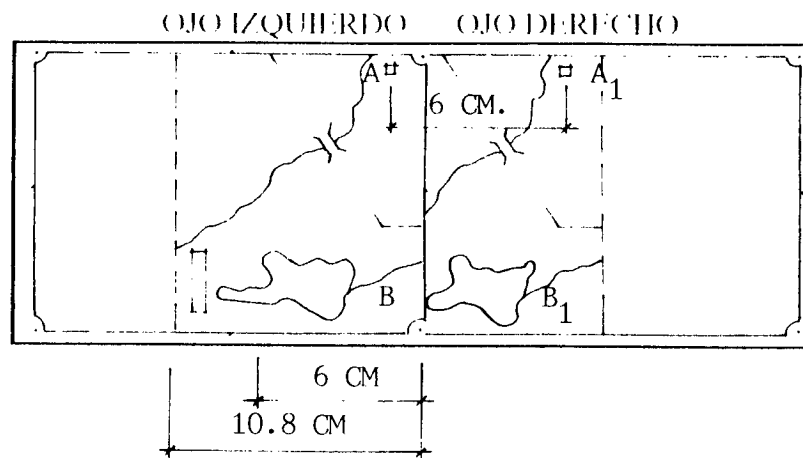 OJO IZQUIERDO OJO DERECHO
A A1
6 CM.
B B1
6 CM
10.8 CM